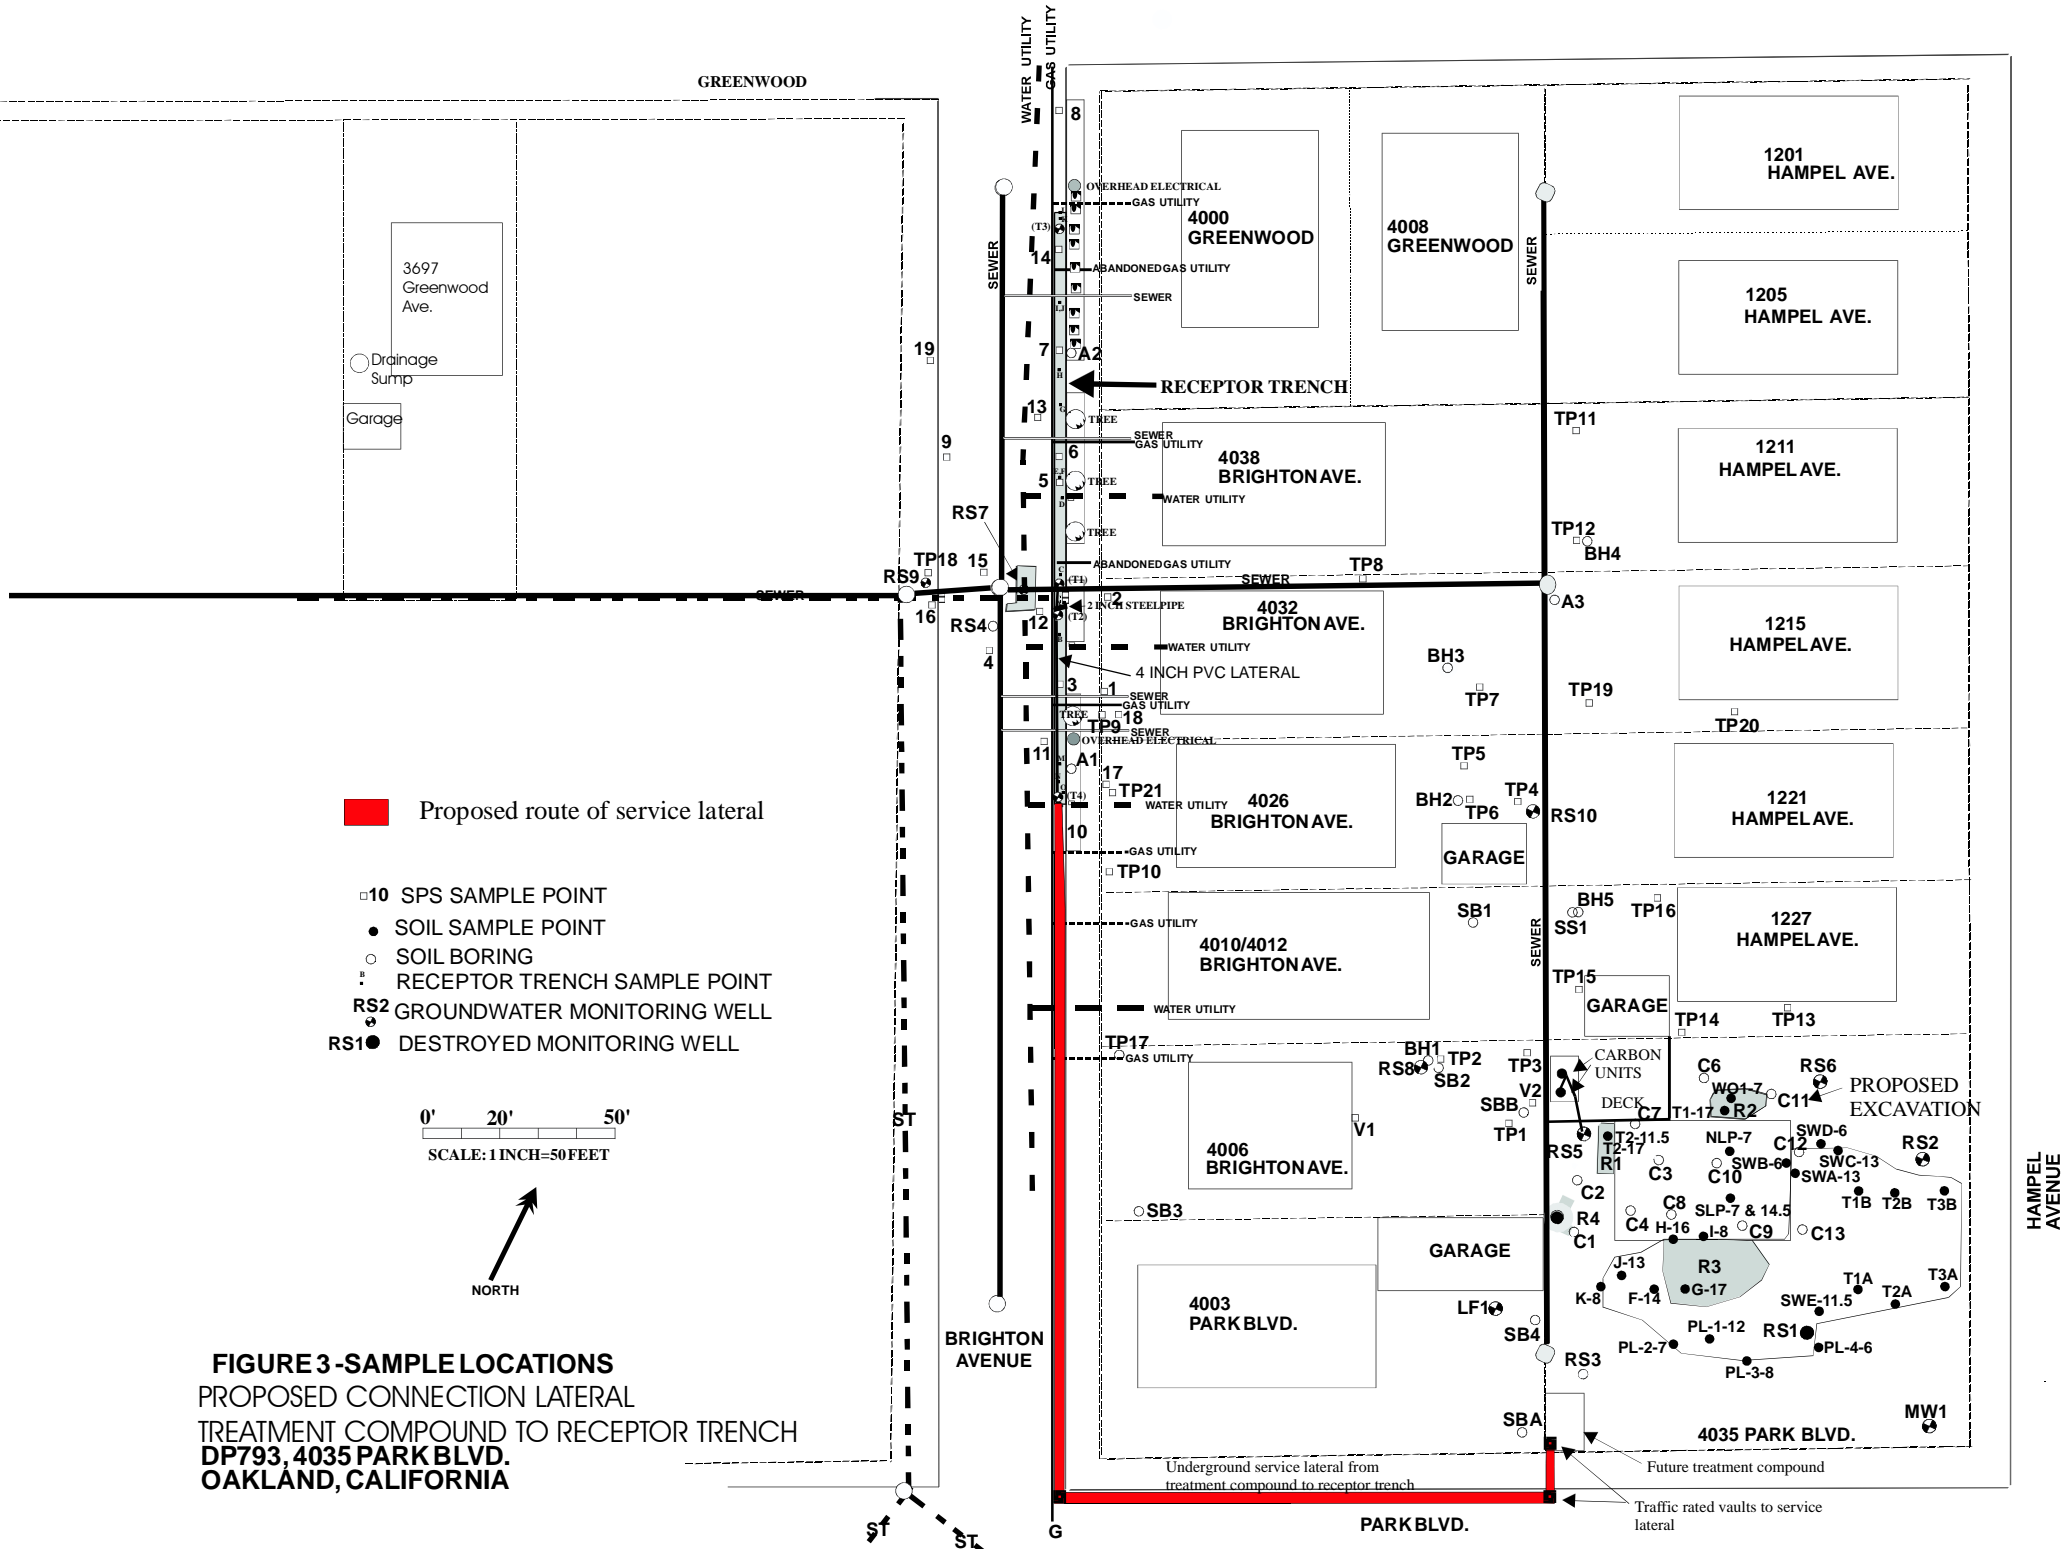 GREENWOOD
WATER UTILITY
GAS UTILITY
8
OVERHEAD ELECTRICAL
GAS UTILITY
(T3)
14
SEWER
ABANDONED GAS UTILITY
SEWER
4000
GREENWOOD
4008
GREENWOOD
SEWER
1201
HAMPEL AVE.
1205
HAMPEL AVE.
3697
Greenwood
Ave.
Drainage
Sump
Garage
19
7
A2
H
RECEPTOR TRENCH
13
G
TREE
9
SEWER
GAS UTILITY
6
E,F
5
TREE
D
WATER UTILITY
4038
BRIGHTON AVE.
TP11
1211
HAMPEL AVE.
RS7
TREE
TP12
BH4
TP18
15
RS9
C
ABANDONED GAS UTILITY
(T1)
SEWER
TP8
SEWER
16
RS4
12
2
2 INCH STEEL PIPE
(T2)
B
4032
BRIGHTON AVE.
A3
1215
HAMPEL AVE.
4
WATER UTILITY
4 INCH PVC LATERAL
BH3
TP7
TP19
TP20
3
1
SEWER
GAS UTILITY
TREE
18
TP9
SEWER
OVERHEAD ELECTRICAL
11
M
A1
17
TP21
(T4)
WATER UTILITY
10
4026
BRIGHTON AVE.
TP5
BH2
TP6
TP4
RS10
GARAGE
1221
HAMPEL AVE.
GAS UTILITY
TP10
Proposed route of service lateral
10 SPS SAMPLE POINT
SOIL SAMPLE POINT
SOIL BORING
B
RECEPTOR TRENCH SAMPLE POINT
RS2
GROUNDWATER MONITORING WELL
RS1 DESTROYED MONITORING WELL
GAS UTILITY
4010/4012
BRIGHTON AVE.
SB1
SEWER
BH5
SS1
TP16
1227
HAMPEL AVE.
TP15
GARAGE
WATER UTILITY
TP14
TP13
TP17
GAS UTILITY
BH1
RS8
TP2
SB2
TP3
V2
SBB
TP1
V1
CARBON
UNITS
DECK
C6
WO1-7
T1-17
R2
C7
C11
RS6
PROPOSED
EXCAVATION
0' 20' 50'
SCALE: 1 INCH=50 FEET
NORTH
ST
4006
BRIGHTON AVE.
RS5
T2-11.5
T2-17
R1
NLP-7
SWD-6
C12
SWC-13
SWB-6
SWA-13
RS2
C3
C10
C2
SB3
R4
C1
C4
C8
H-16
SLP-7 & 14.5
I-8
C9
C13
T1B
T2B
T3B
HAMPEL
AVENUE
GARAGE
J-13
K-8
F-14
R3
G-17
T1A
T2A
T3A
SWE-11.5
4003
PARK BLVD.
LF1
SB4
PL-1-12
RS1
PL-2-7
PL-4-6
PL-3-8
RS3
BRIGHTON
AVENUE
SBA
MW1
4035 PARK BLVD.
FIGURE 3 - SAMPLE LOCATIONS
PROPOSED CONNECTION LATERAL
TREATMENT COMPOUND TO RECEPTOR TRENCH
DP793, 4035 PARK BLVD.
OAKLAND, CALIFORNIA
Underground service lateral from
treatment compound to receptor trench
Future treatment compound
Traffic rated vaults to service
lateral
PARK BLVD.
ST
ST
G